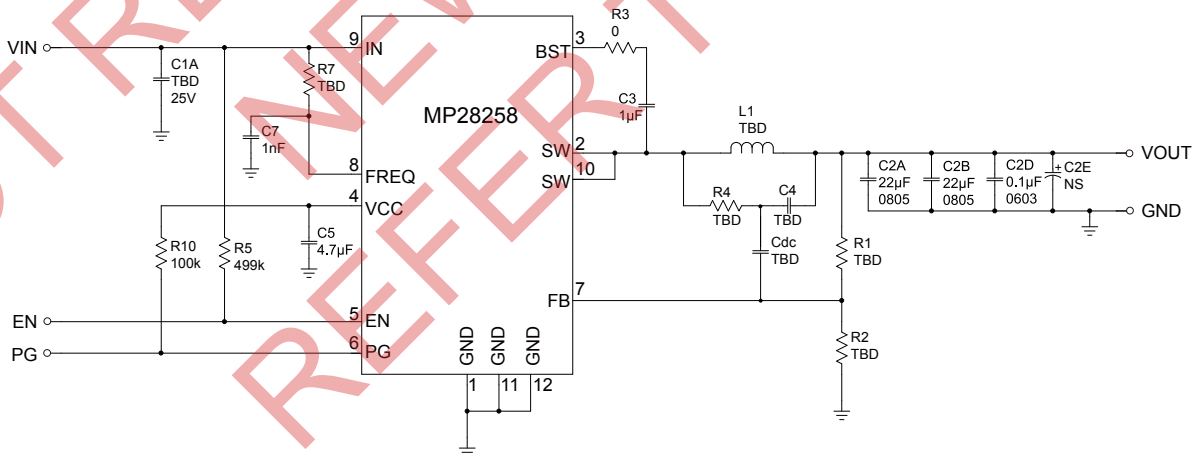 VIN
C1A
TBD
25V
R7
TBD
C7
1nF
R10
100k
R5
499k
C5
4.7µF
EN
PG
9
IN
8
FREQ
4
VCC
5
EN
6
PG
MP28258
BST
3
SW
2
SW
10
FB
7
GND
GND
GND
1
11
12
R3
0
C3
1µF
L1
TBD
R4
TBD
C4
TBD
Cdc
TBD
R1
TBD
R2
TBD
C2A
22µF
0805
C2B
22µF
0805
C2D
0.1µF
0603
+
C2E
NS
VOUT
GND
OT R
NEW
REFER T